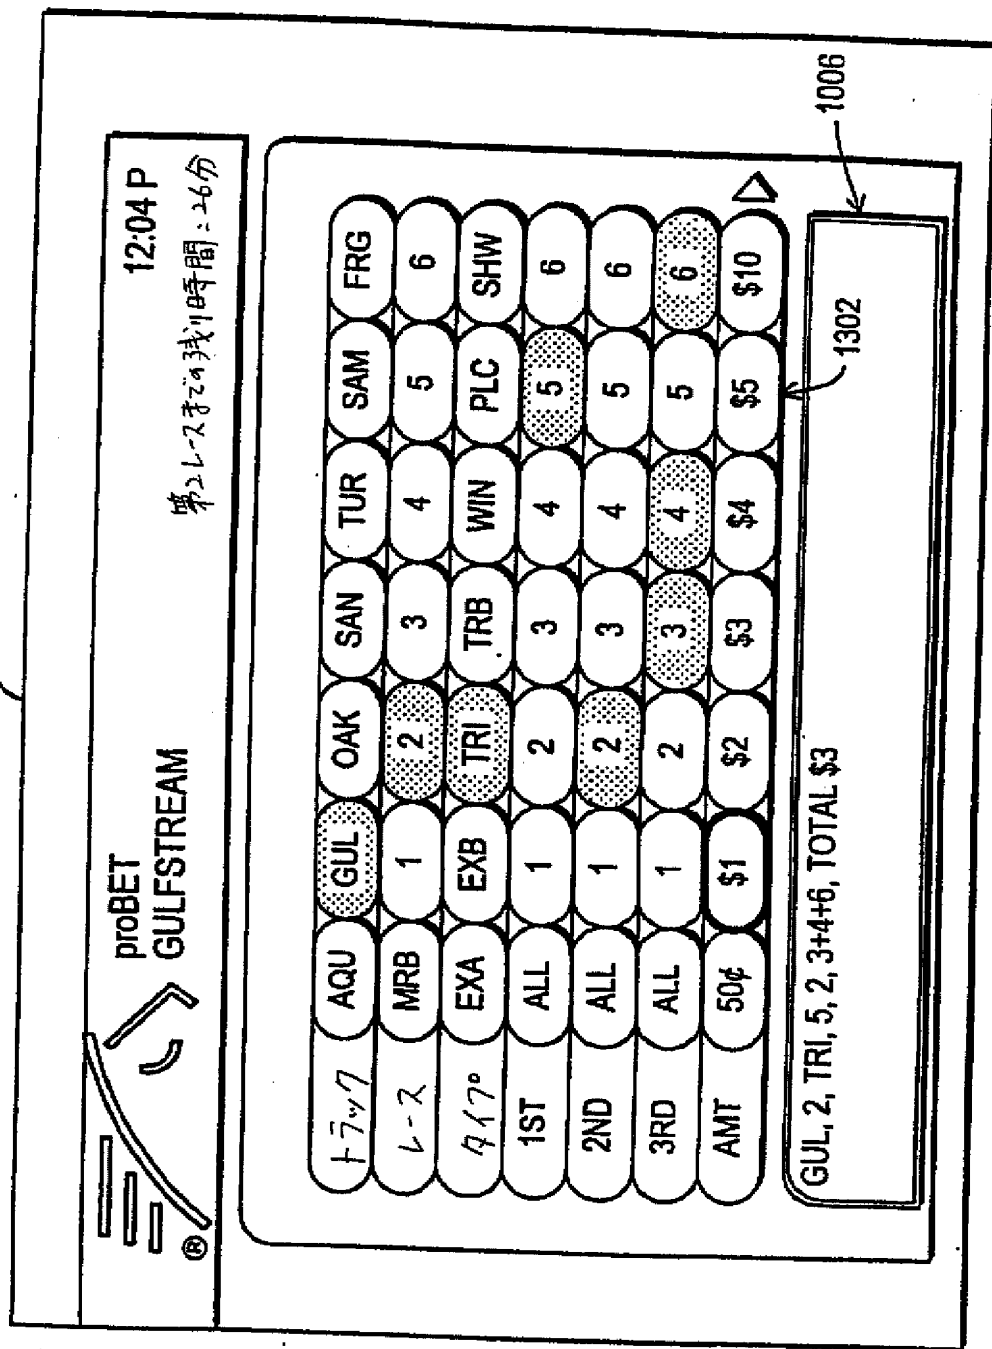 proBET
GULFSTREAM
12:04 P
第2レースまでの残り時間：26分
®
トラック AQU GUL OAK SAN TUR SAM FRG
レース MRB 1 2 3 4 5 6
タイプ EXA EXB TRI TRB WIN PLC SHW
1ST ALL 1 2 3 4 5 6
2ND ALL 1 2 3 4 5 6
3RD ALL 1 2 3 4 5 6
AMT 50¢ $1 $2 $3 $4 $5 $10
GUL, 2, TRI, 5, 2, 3+4+6, TOTAL $3
1302
1006